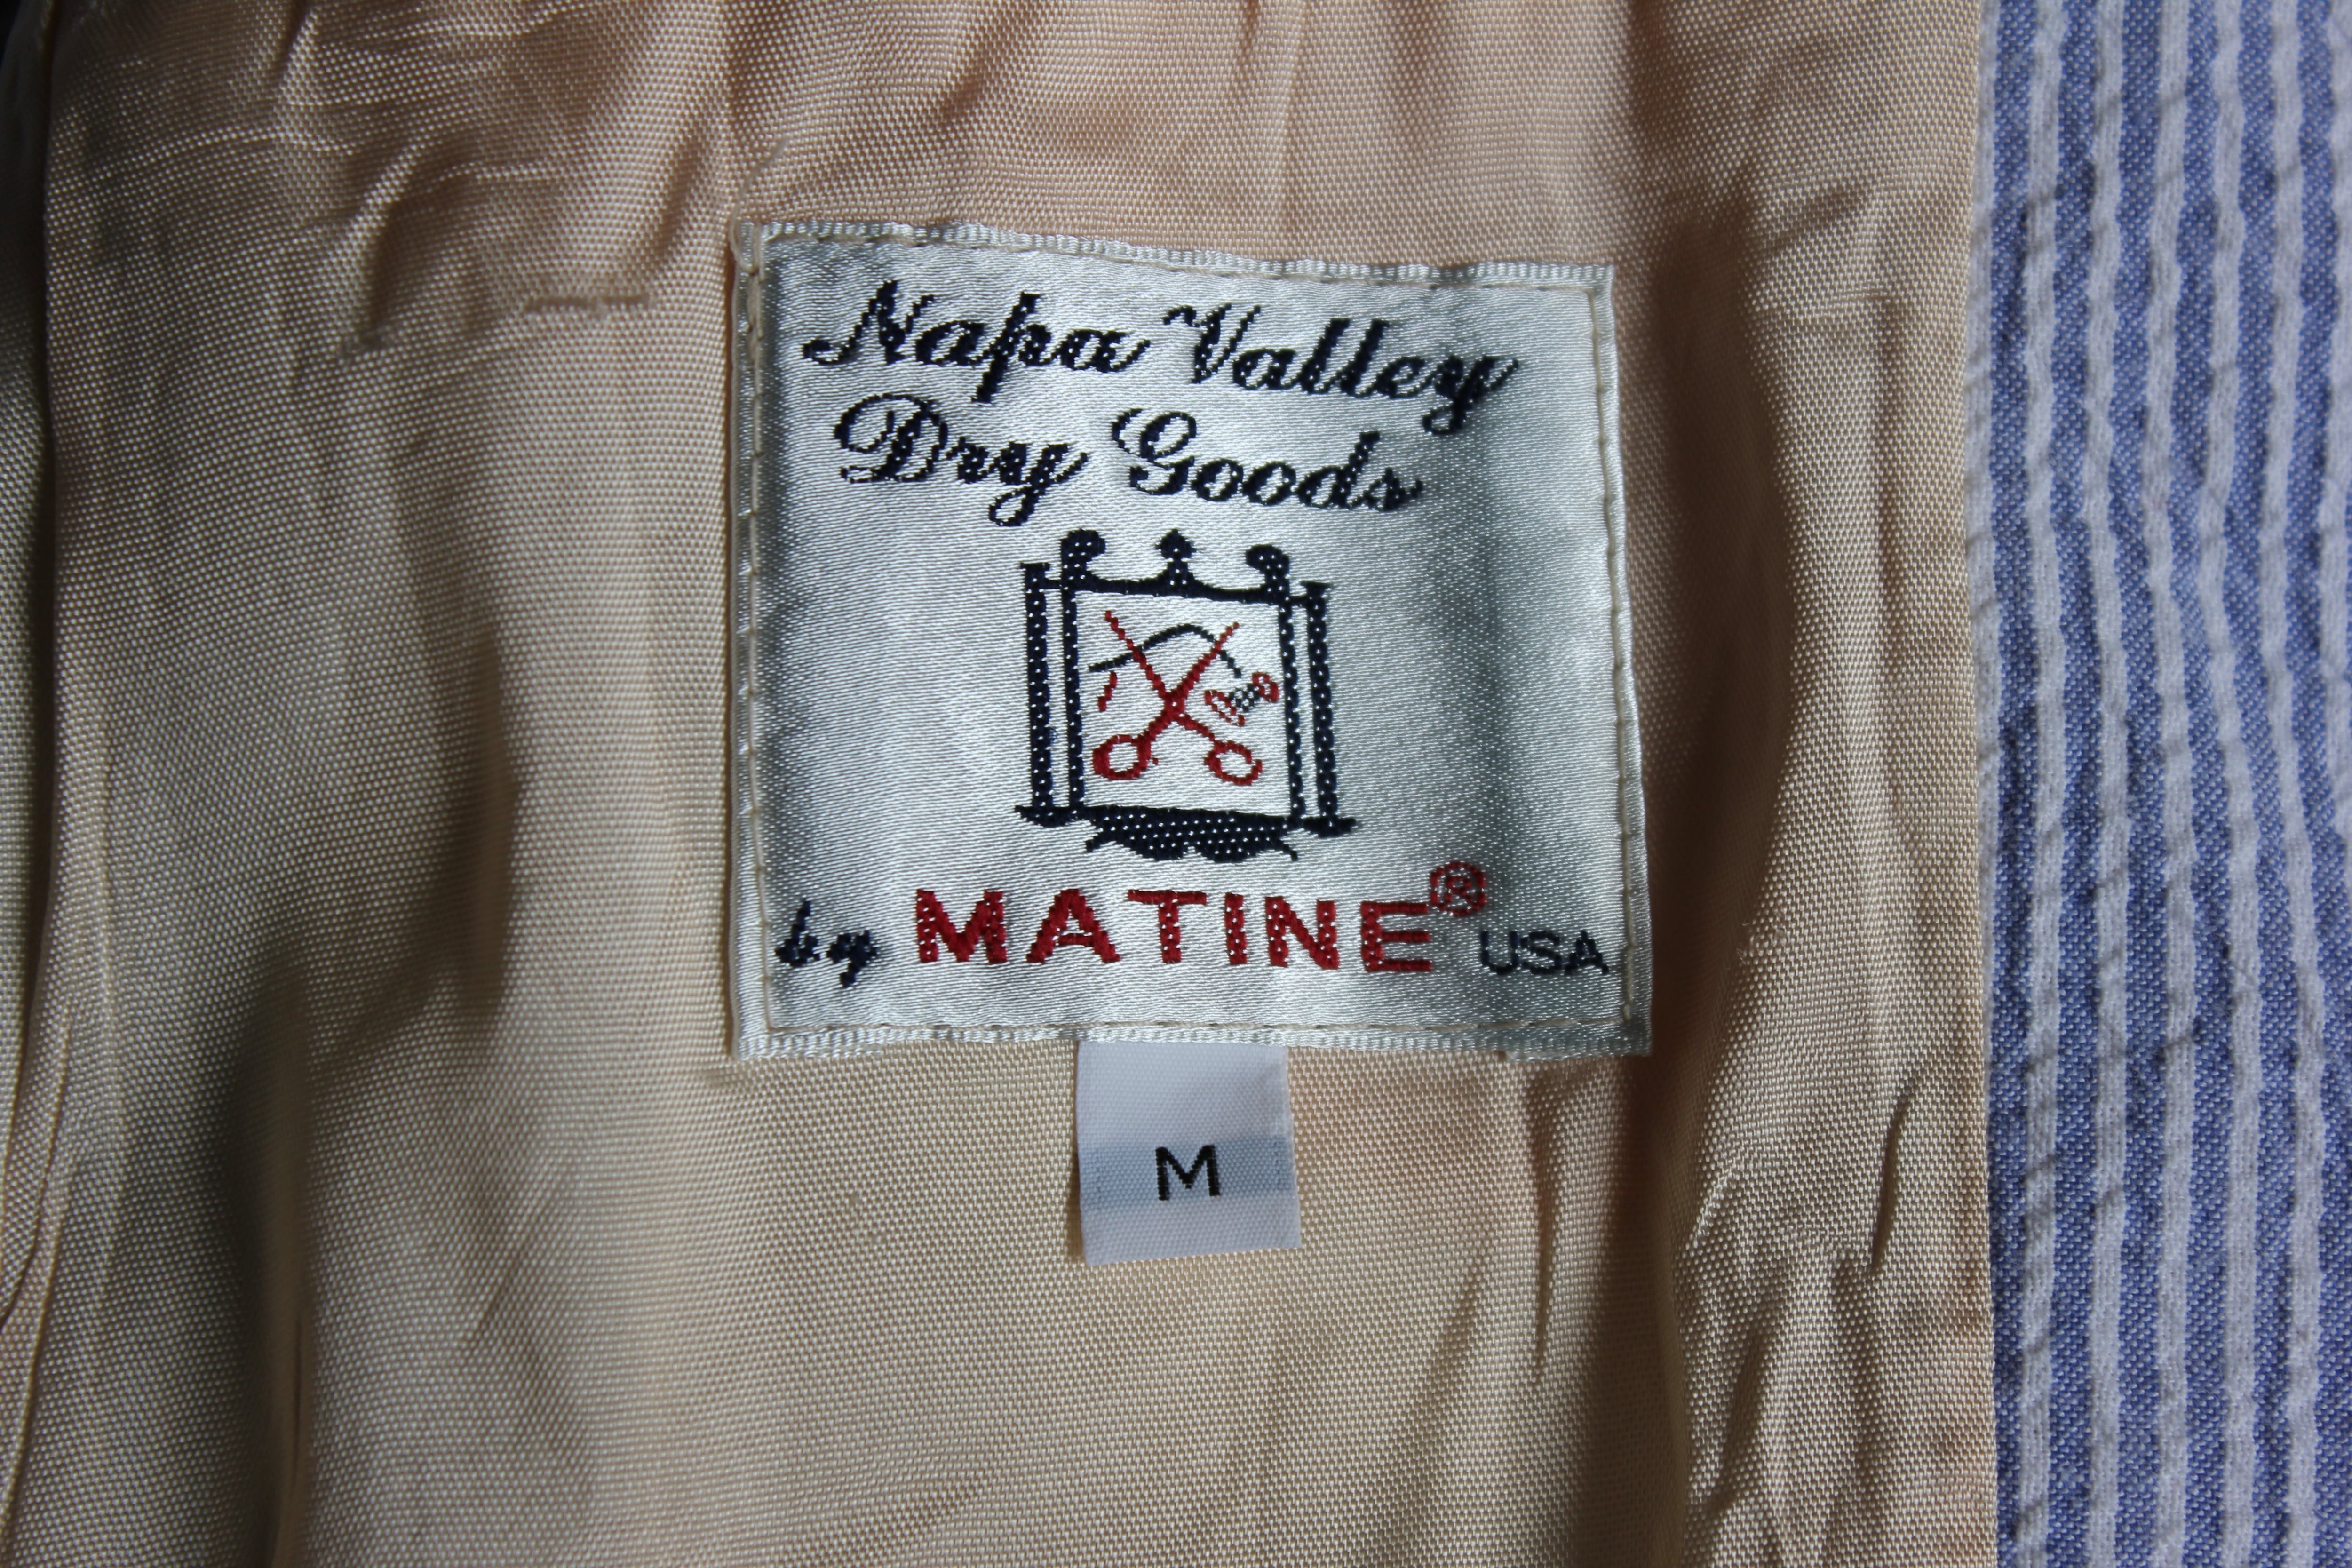 Napa Valley
Dry Goods
by MATINE® USA
M